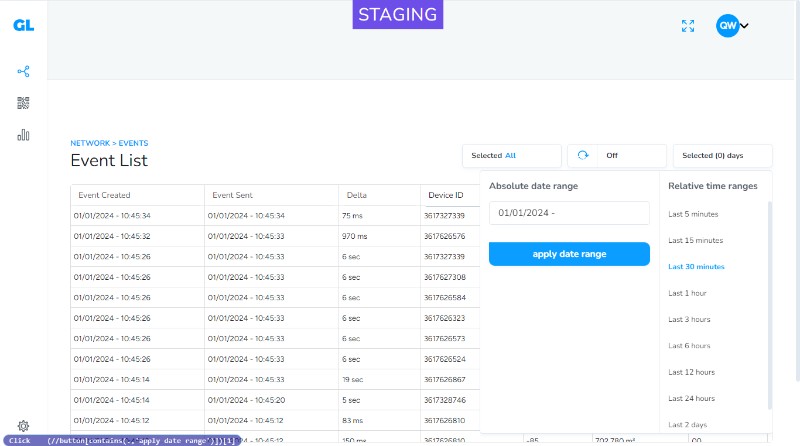 STAGING
GL
QW
NETWORK > EVENTS
Event List
Selected All
Off
Selected (0) days
Event Created Event Sent Delta Device ID
01/01/2024 - 10:45:34 01/01/2024 - 10:45:34 75 ms 3617327339
01/01/2024 - 10:45:32 01/01/2024 - 10:45:33 970 ms 3617626576
01/01/2024 - 10:45:26 01/01/2024 - 10:45:33 6 sec 3617327339
01/01/2024 - 10:45:26 01/01/2024 - 10:45:33 6 sec 3617627308
01/01/2024 - 10:45:26 01/01/2024 - 10:45:33 6 sec 3617626584
01/01/2024 - 10:45:26 01/01/2024 - 10:45:33 6 sec 3617626323
01/01/2024 - 10:45:26 01/01/2024 - 10:45:33 6 sec 3617626573
01/01/2024 - 10:45:26 01/01/2024 - 10:45:33 6 sec 3617626524
01/01/2024 - 10:45:14 01/01/2024 - 10:45:33 19 sec 3617626867
01/01/2024 - 10:45:14 01/01/2024 - 10:45:20 5 sec 3617328746
01/01/2024 - 10:45:12 01/01/2024 - 10:45:12 83 ms 3617626810
01/01/2024 - 10:45:12 150 ms 3617626810 -85 702.780 m³ 00
Absolute date range
01/01/2024 -
apply date range
Relative time ranges
Last 5 minutes
Last 15 minutes
Last 30 minutes
Last 1 hour
Last 3 hours
Last 6 hours
Last 12 hours
Last 24 hours
Last 2 days
Click (//button[contains(., 'apply date range')])[1]